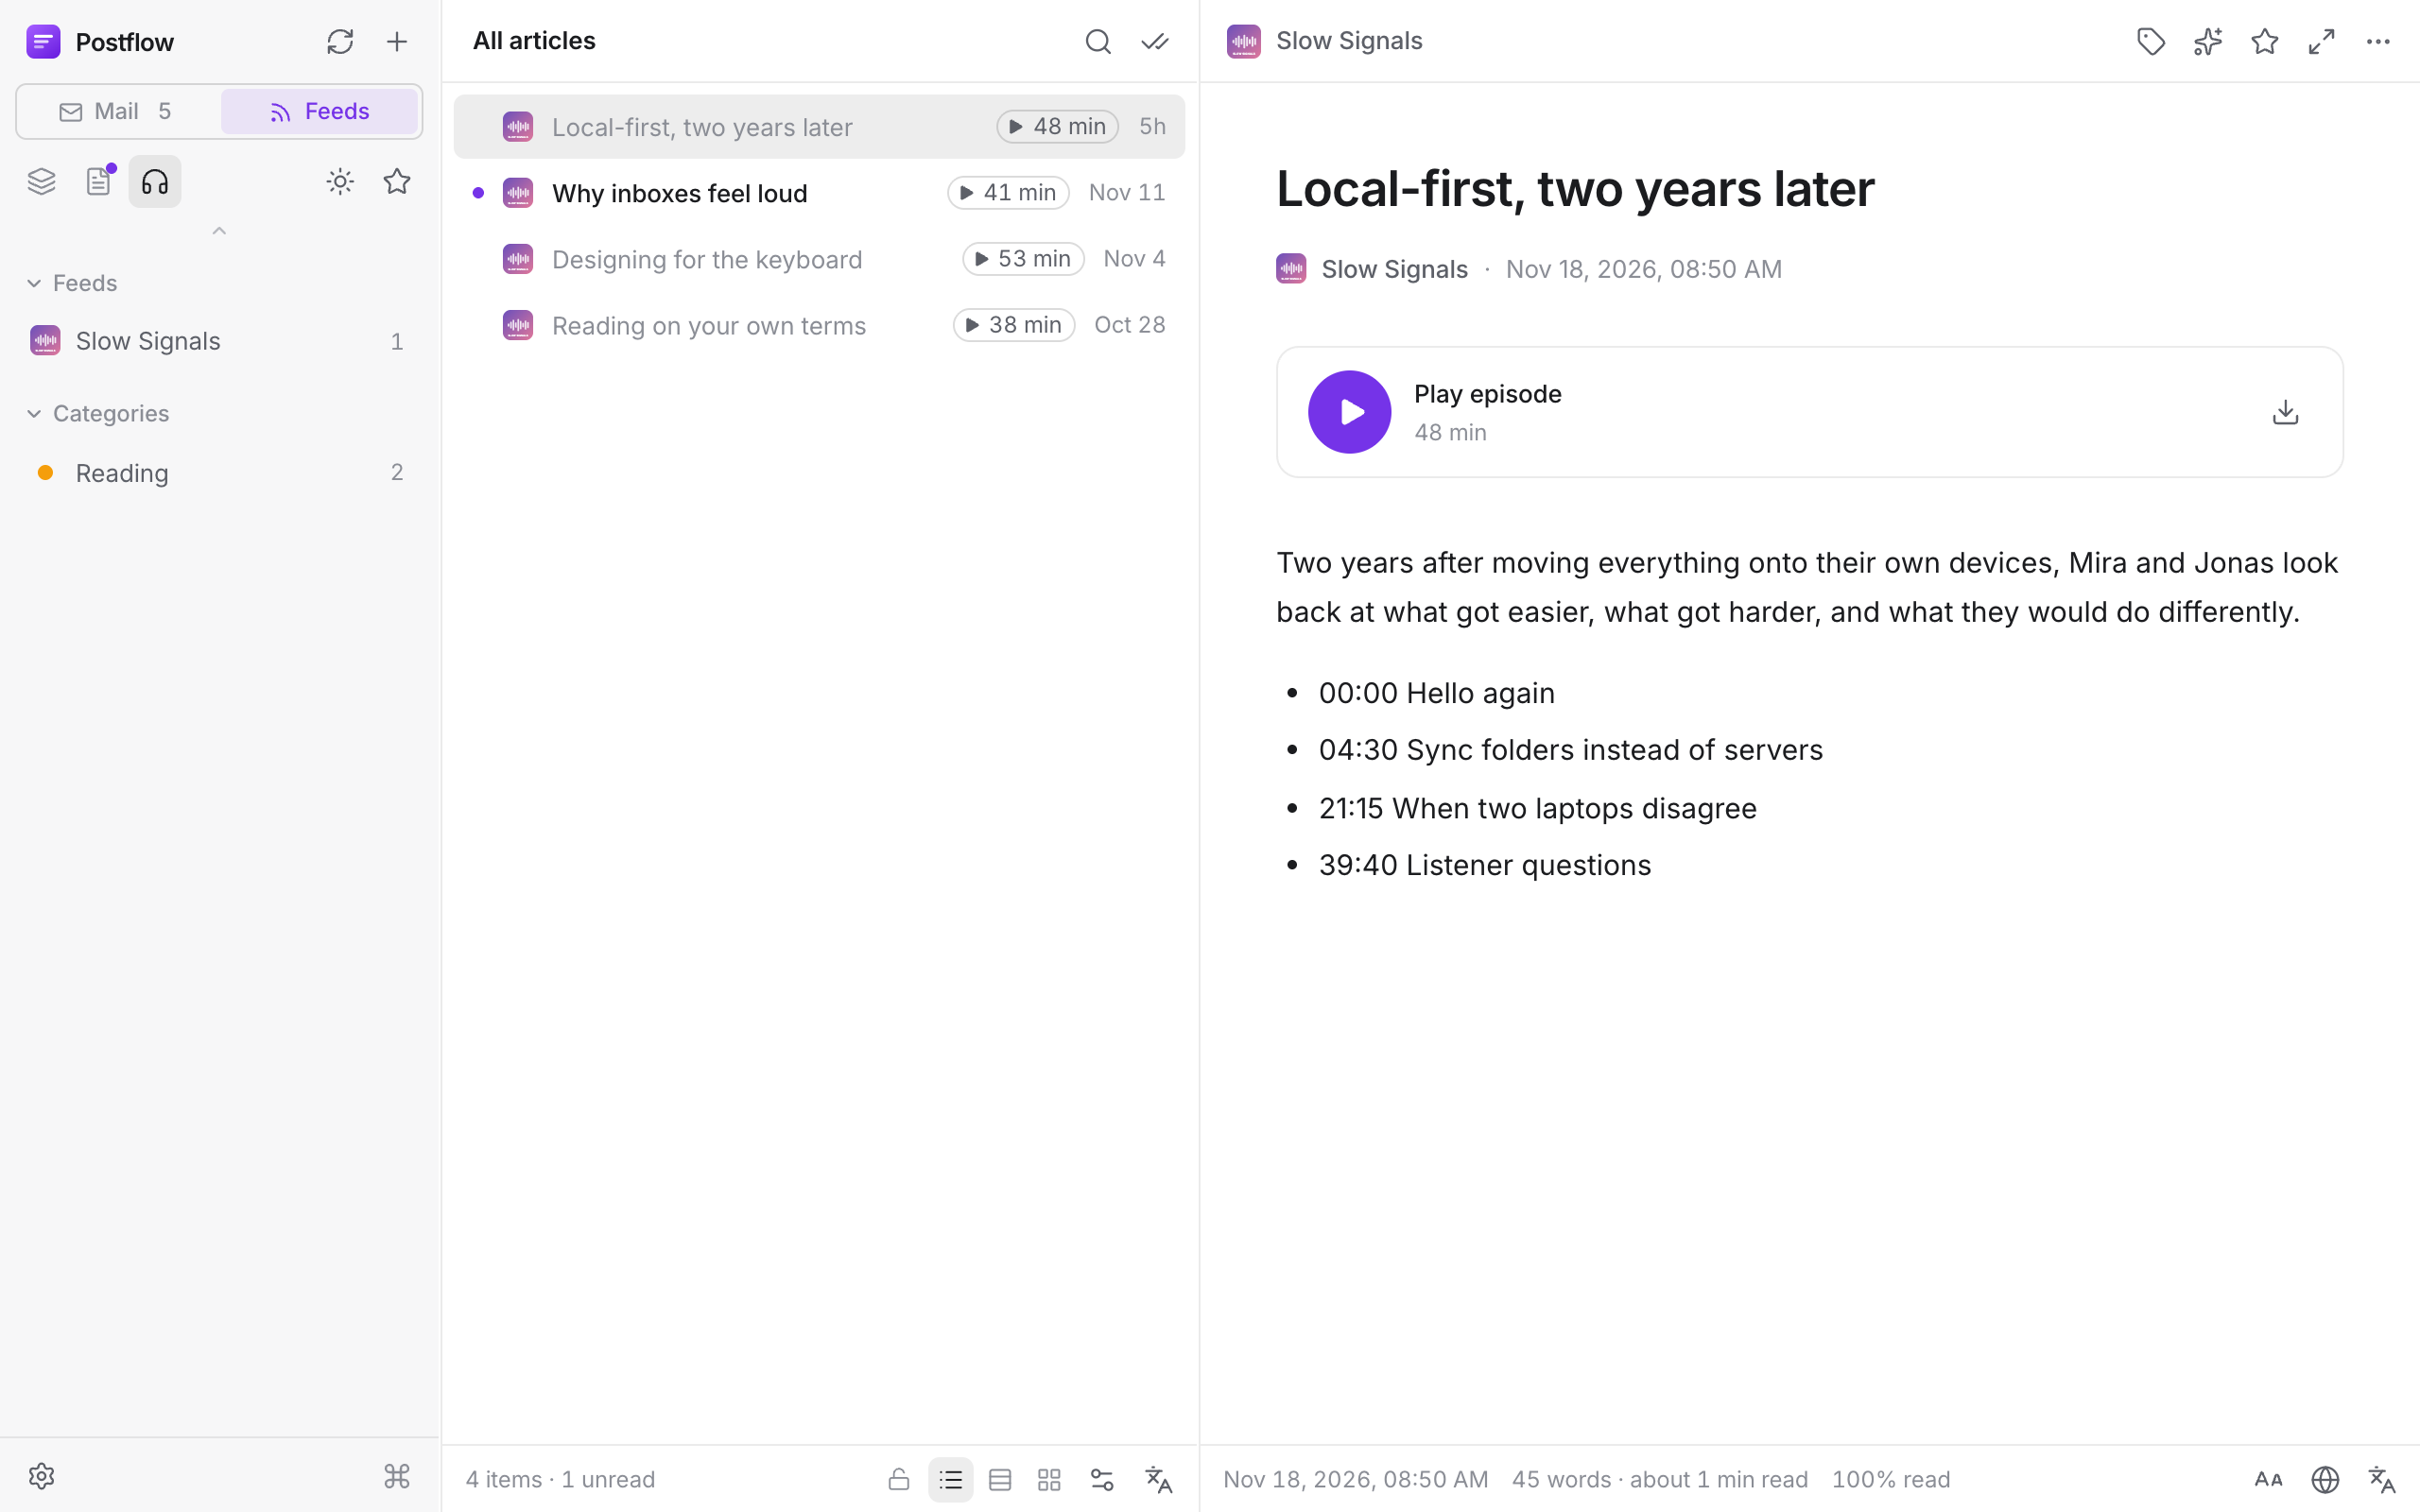 Postflow
Mail 5
Feeds
Feeds
Slow Signals 1
Categories
Reading 2
All articles
Local-first, two years later 48 min 5h
Why inboxes feel loud 41 min Nov 11
Designing for the keyboard 53 min Nov 4
Reading on your own terms 38 min Oct 28
4 items · 1 unread
Slow Signals
Local-first, two years later
Slow Signals · Nov 18, 2026, 08:50 AM
Play episode
48 min
Two years after moving everything onto their own devices, Mira and Jonas look
back at what got easier, what got harder, and what they would do differently.
• 00:00 Hello again
• 04:30 Sync folders instead of servers
• 21:15 When two laptops disagree
• 39:40 Listener questions
Nov 18, 2026, 08:50 AM 45 words · about 1 min read 100% read